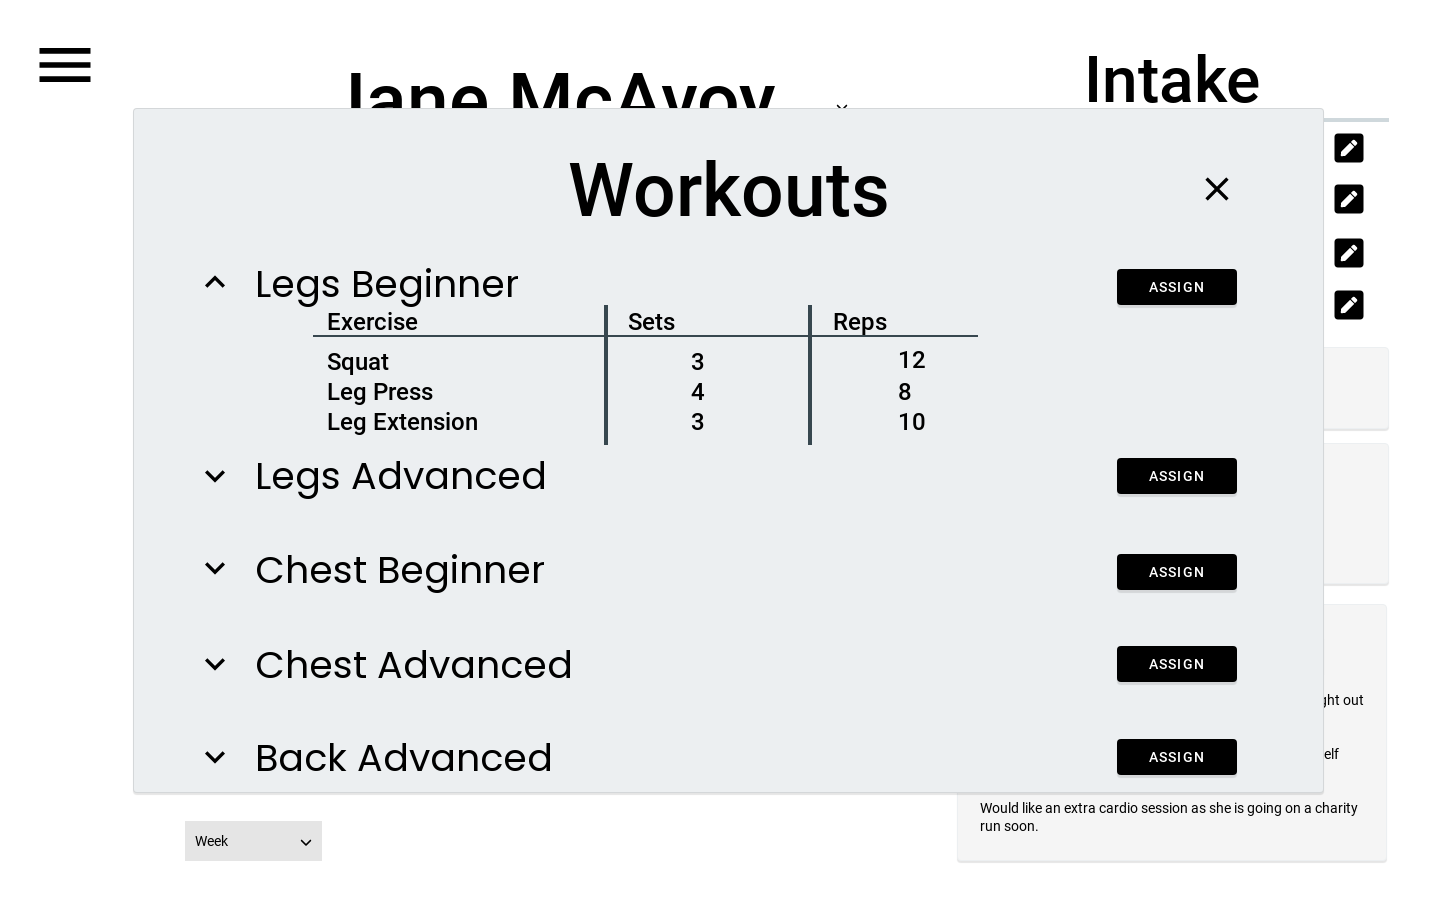 Jane McAvoy
Intake
Workouts
Legs Beginner
ASSIGN
Exercise Sets Reps
Squat 3 12
Leg Press 4 8
Leg Extension 3 10
Legs Advanced
ASSIGN
Chest Beginner
ASSIGN
Chest Advanced
ASSIGN
Back Advanced
ASSIGN
out
Would like an extra cardio session as she is going on a charity
run soon.
Week